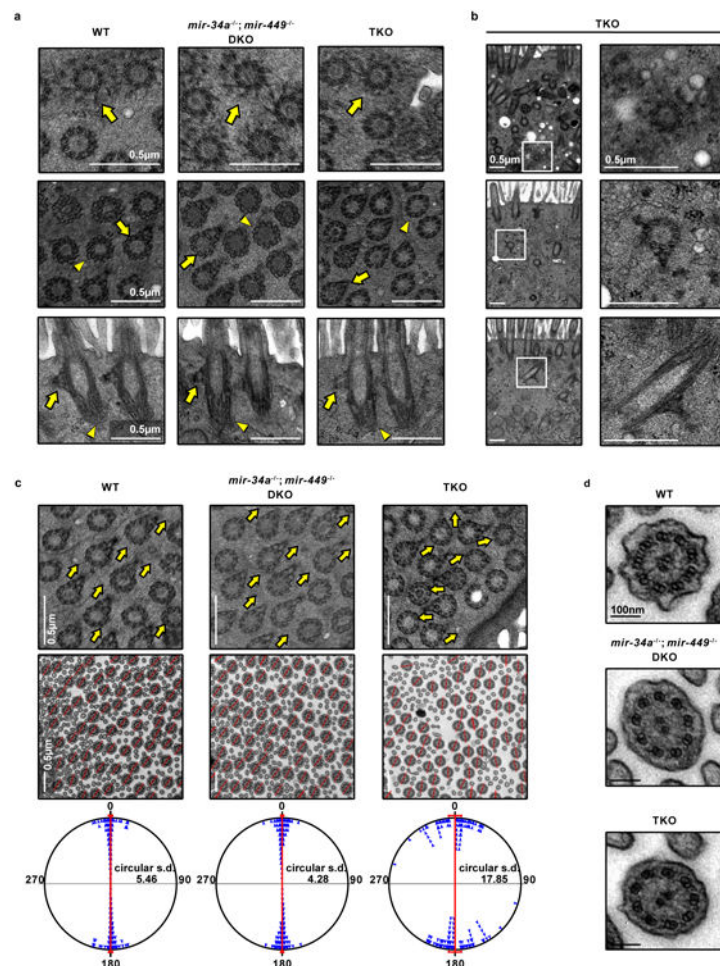 a
mir-34a-/-; mir-449-/-
WT
DKO
TKO
0.5µm
0.5µm
0.5µm
b
TKO
0.5µm
0.5µm
c
mir-34a-/-; mir-449-/-
WT
DKO
TKO
0.5µm
0.5µm
0
0
0
circular s.d.
circular s.d.
circular s.d.
270
5.46
4.28
17.85
90
270
90
180
180
180
d
WT
100nm
mir-34a-/-; mir-449-/-
DKO
TKO